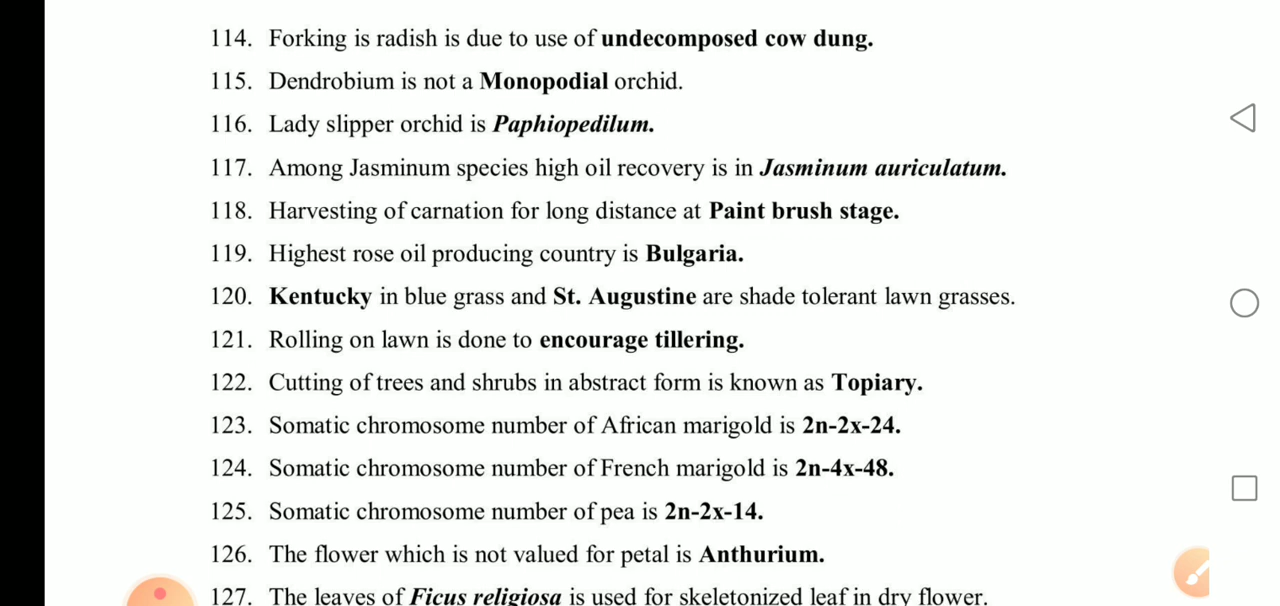 114. Forking is radish is due to use of undecomposed cow dung.
115. Dendrobium is not a Monopodial orchid.
116. Lady slipper orchid is Paphiopedilum.
117. Among Jasminum species high oil recovery is in Jasminum auriculatum.
118. Harvesting of carnation for long distance at Paint brush stage.
119. Highest rose oil producing country is Bulgaria.
120. Kentucky in blue grass and St. Augustine are shade tolerant lawn grasses.
121. Rolling on lawn is done to encourage tillering.
122. Cutting of trees and shrubs in abstract form is known as Topiary.
123. Somatic chromosome number of African marigold is 2n-2x-24.
124. Somatic chromosome number of French marigold is 2n-4x-48.
125. Somatic chromosome number of pea is 2n-2x-14.
126. The flower which is not valued for petal is Anthurium.
127. The leaves of Ficus religiosa is used for skeletonized leaf in dry flower.